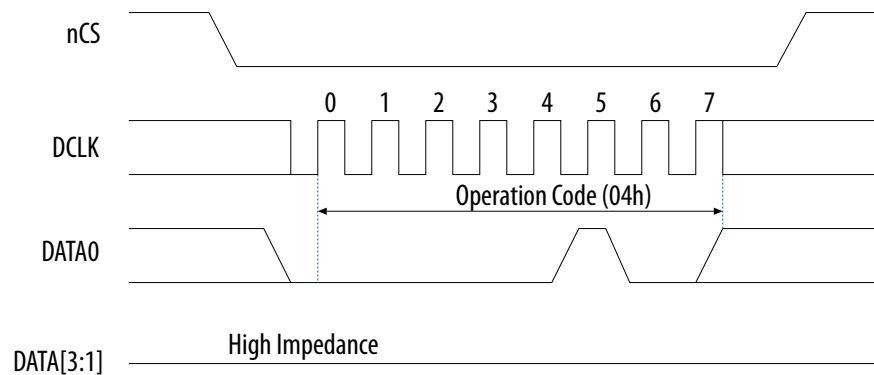 nCS
0 1 2 3 4 5 6 7
DCLK
Operation Code (04h)
DATA0
High Impedance
DATA[3:1]